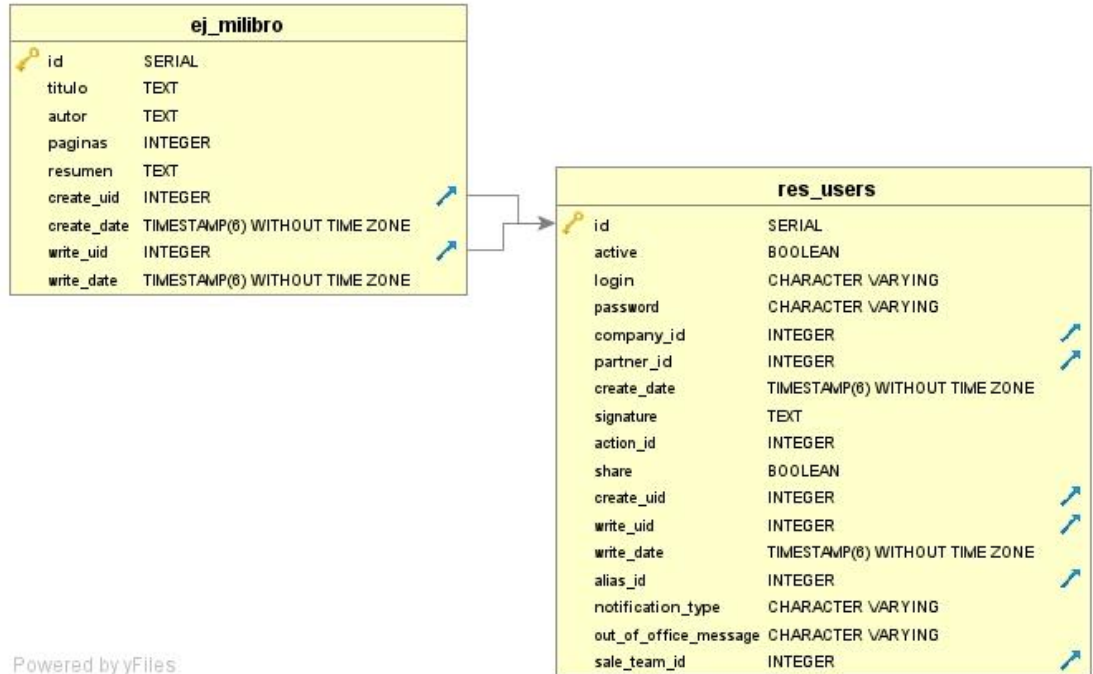 ej_milibro
id SERIAL
titulo TEXT
autor TEXT
paginas INTEGER
resumen TEXT
create_uid INTEGER
create_date TIMESTAMP(6) WITHOUT TIME ZONE
write_uid INTEGER
write_date TIMESTAMP(6) WITHOUT TIME ZONE
res_users
id SERIAL
active BOOLEAN
login CHARACTER VARYING
password CHARACTER VARYING
company_id INTEGER
partner_id INTEGER
create_date TIMESTAMP(6) WITHOUT TIME ZONE
signature TEXT
action_id INTEGER
share BOOLEAN
create_uid INTEGER
write_uid INTEGER
write_date TIMESTAMP(6) WITHOUT TIME ZONE
alias_id INTEGER
notification_type CHARACTER VARYING
out_of_office_message CHARACTER VARYING
sale_team_id INTEGER
Powered by yFiles